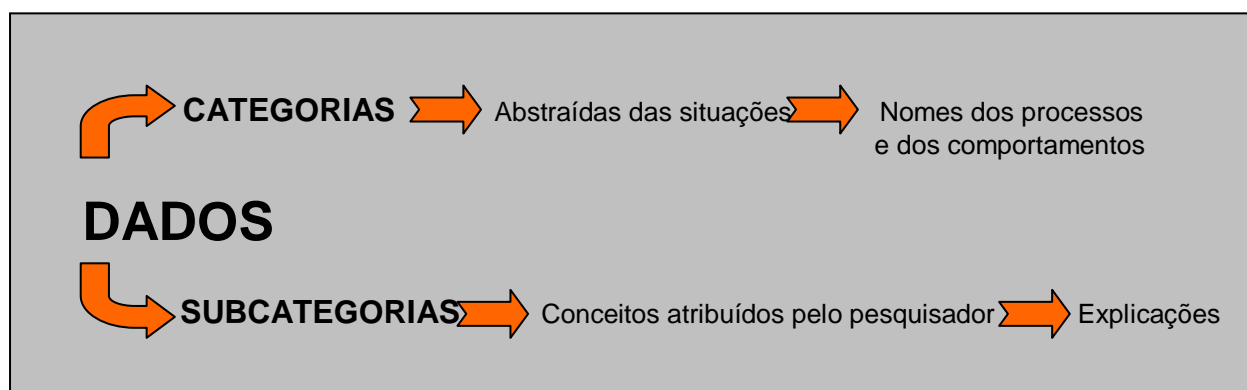 CATEGORIAS Abstraídas das situações Nomes dos processos
e dos comportamentos
DADOS
SUBCATEGORIAS Conceitos atribuídos pelo pesquisador Explicações